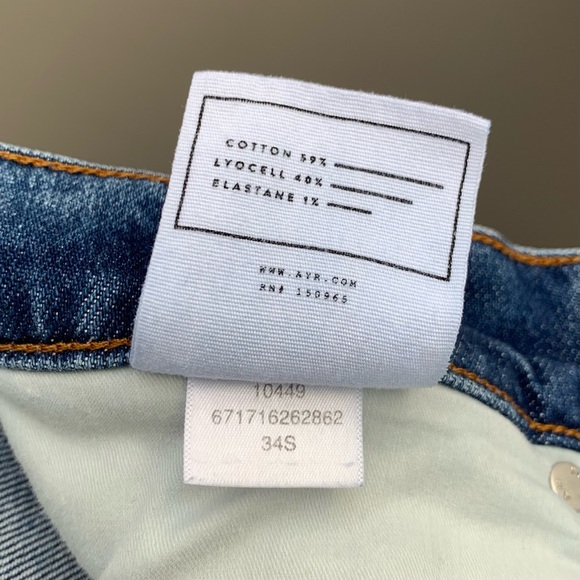 COTTON 59%
LYOCELL 40%
ELASTANE 1%
WWW.AYR.COM
RN# 150965
10449
671716262862
34S